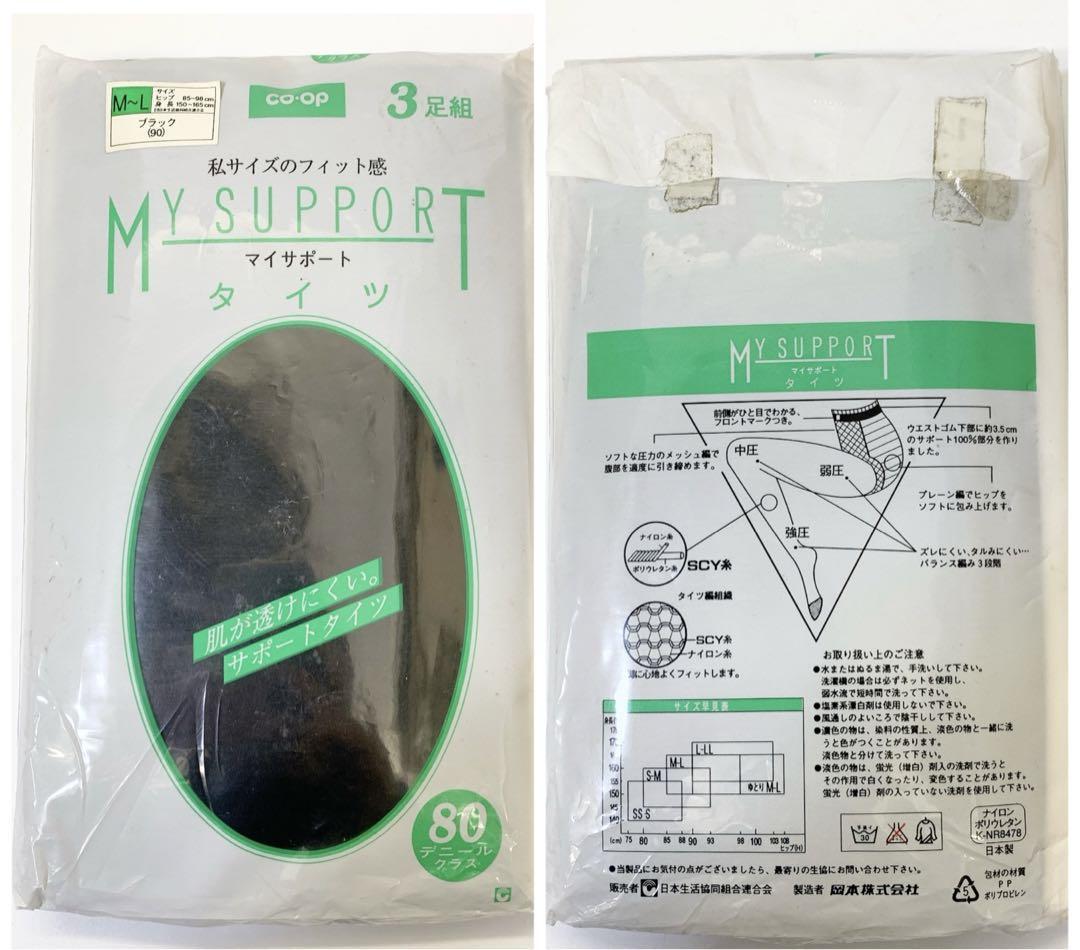 M~L
サイズ
ヒップ 85~98cm
身長 150~165cm
ブラック
(90)
co·op
3足組
私サイズのフィット感
MY SUPPORT
マイサポート
タイツ
肌が透けにくい。
サポートタイツ
80
デニール
クラス
MY SUPPORT
マイサポート
タイツ
前側がひと目でわかる、
フロントマークつき。
ウエストゴム下部に約3.5cm
のサポート100%部分を作り
ました。
ソフトな圧力のメッシュ編で
腹部を適度に引き締めます。
中圧
弱圧
プレーン編でヒップを
ソフトに包み上げます。
強圧
ズレにくい、タルみにくい…
バランス編み3段階
ナイロン糸
ポリウレタン糸
SCY糸
タイツ編組織
SCY糸
ナイロン糸
に心地よくフィットします。
お取り扱い上のご注意
●水またはぬるま湯で、手洗いして下さい。
洗濯機の場合は必ずネットを使用し、
弱水流で短時間で洗って下さい。
●塩素系漂白剤は使用しないで下さい。
●風通しのよいころで陰干しして下さい。
●濃色の物は、染料の性質上、淡色の物と一緒に洗
うと色がつくことがあります。
淡色物と分けて洗って下さい。
●淡色の物は、蛍光(増白)剤入の洗剤で洗うと
その作用で白くなったり、変色することがあります。
蛍光(増白)剤の入っていない洗剤を使用して下さい。
サイズ早見表
L-LL
M-L
S-M
ゆとりM-L
SS-S
160
155
150
145
140
(cm) 75 80 85 88 90 93 98 100 103 108
ヒップ(H)
手洗イ
30
ナイロン
ポリウレタン
K-NR8478
日本製
●当製品にお気付の点がございましたら、最寄りの生協にお問い合わせ下さい。
販売者 日本生活協同組合連合会 製造者 岡本株式会社
5
包材の材質
PP
ポリプロピレン